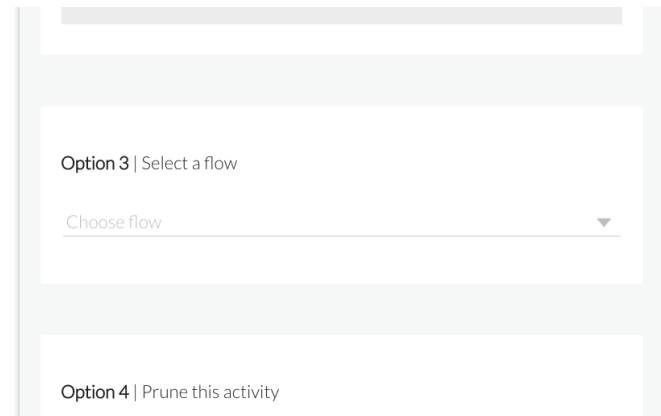 Option 3 | Select a flow
Choose flow
Option 4 | Prune this activity